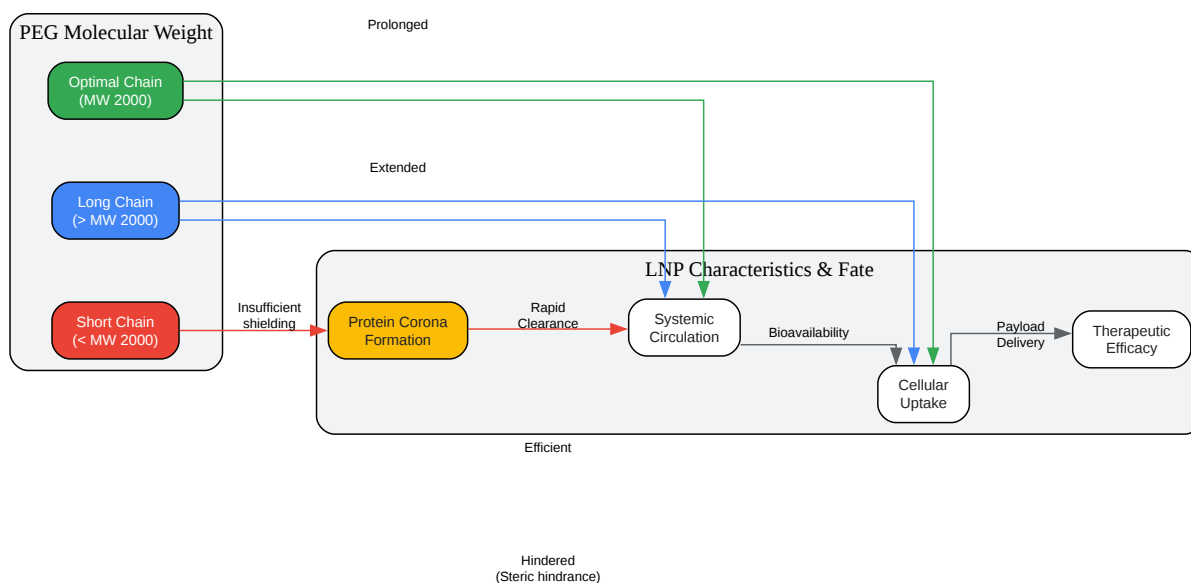 PEG Molecular Weight
Prolonged
Optimal Chain
(MW 2000)
Extended
Long Chain
(> MW 2000)
LNP Characteristics & Fate
Short Chain
(< MW 2000)
Insufficient
shielding
Protein Corona
Formation
Rapid
Clearance
Systemic
Circulation
Bioavailability
Cellular
Uptake
Payload
Delivery
Therapeutic
Efficacy
Efficient
Hindered
(Steric hindrance)